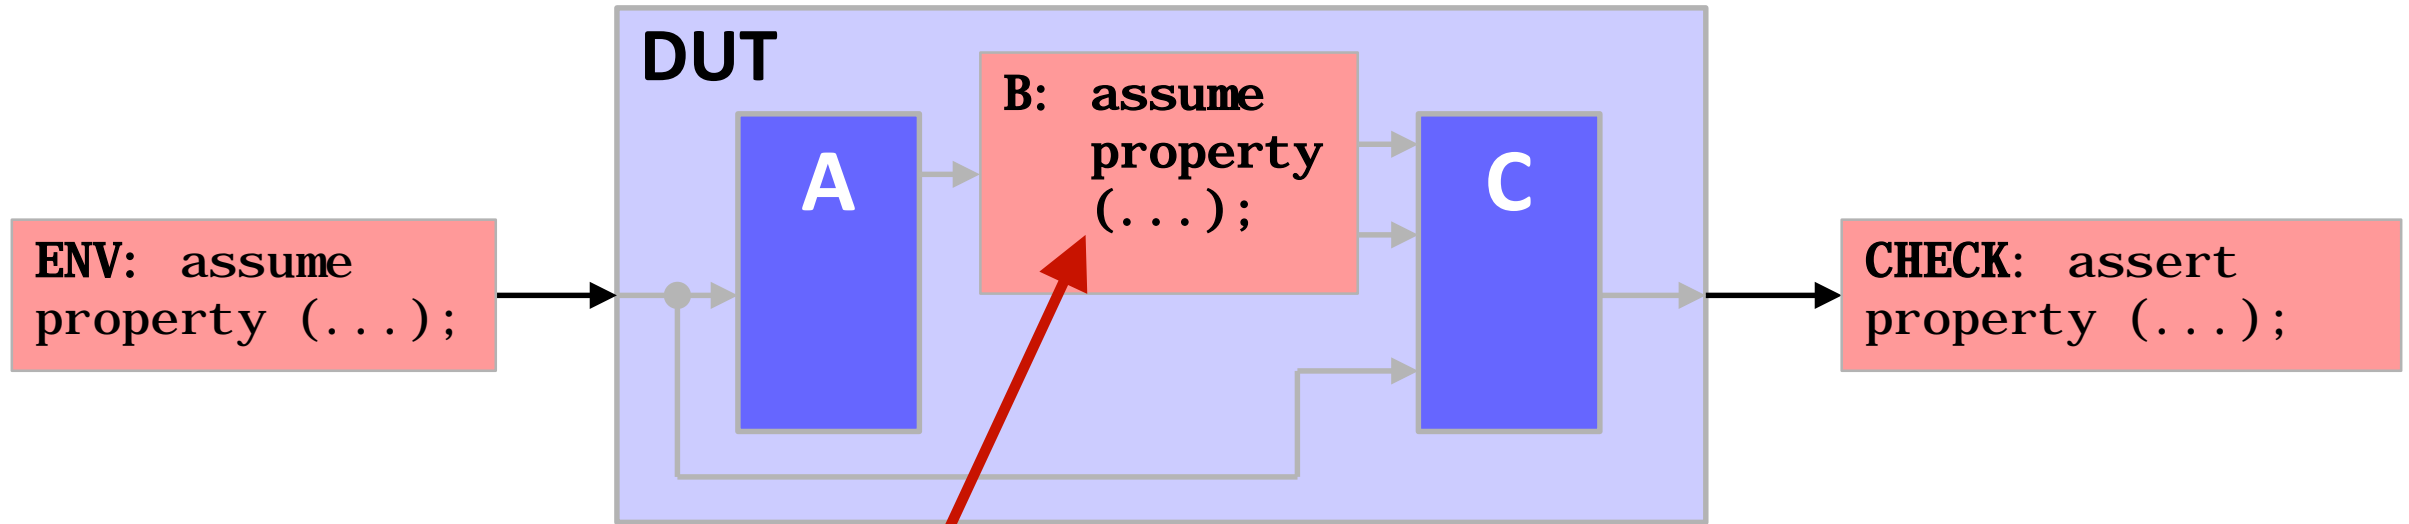 DUT
B: assume
property
(...);
A
C
ENV: assume
property (...);
CHECK: assert
property (...);